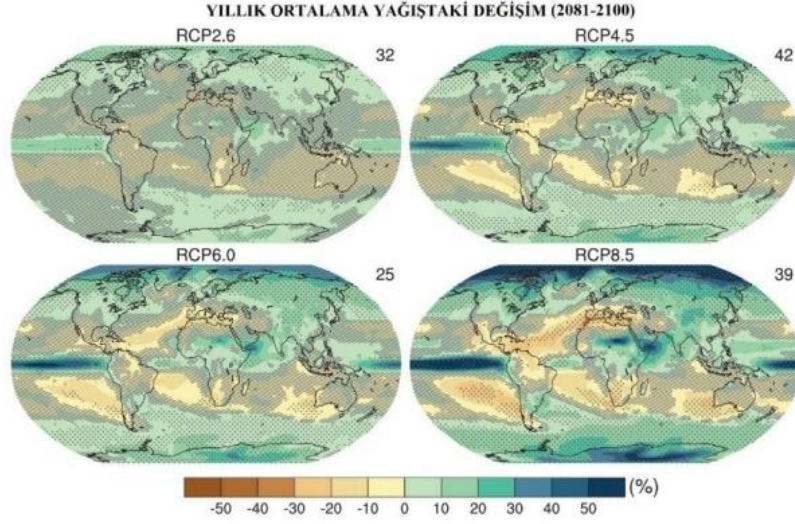 YILLIK ORTALAMA YAĞIŞTAKİ DEĞİŞİM (2081-2100)
RCP2.6
32
RCP4.5
42
RCP6.0
25
RCP8.5
39
(%)
-50 -40 -30 -20 -10 0 10 20 30 40 50